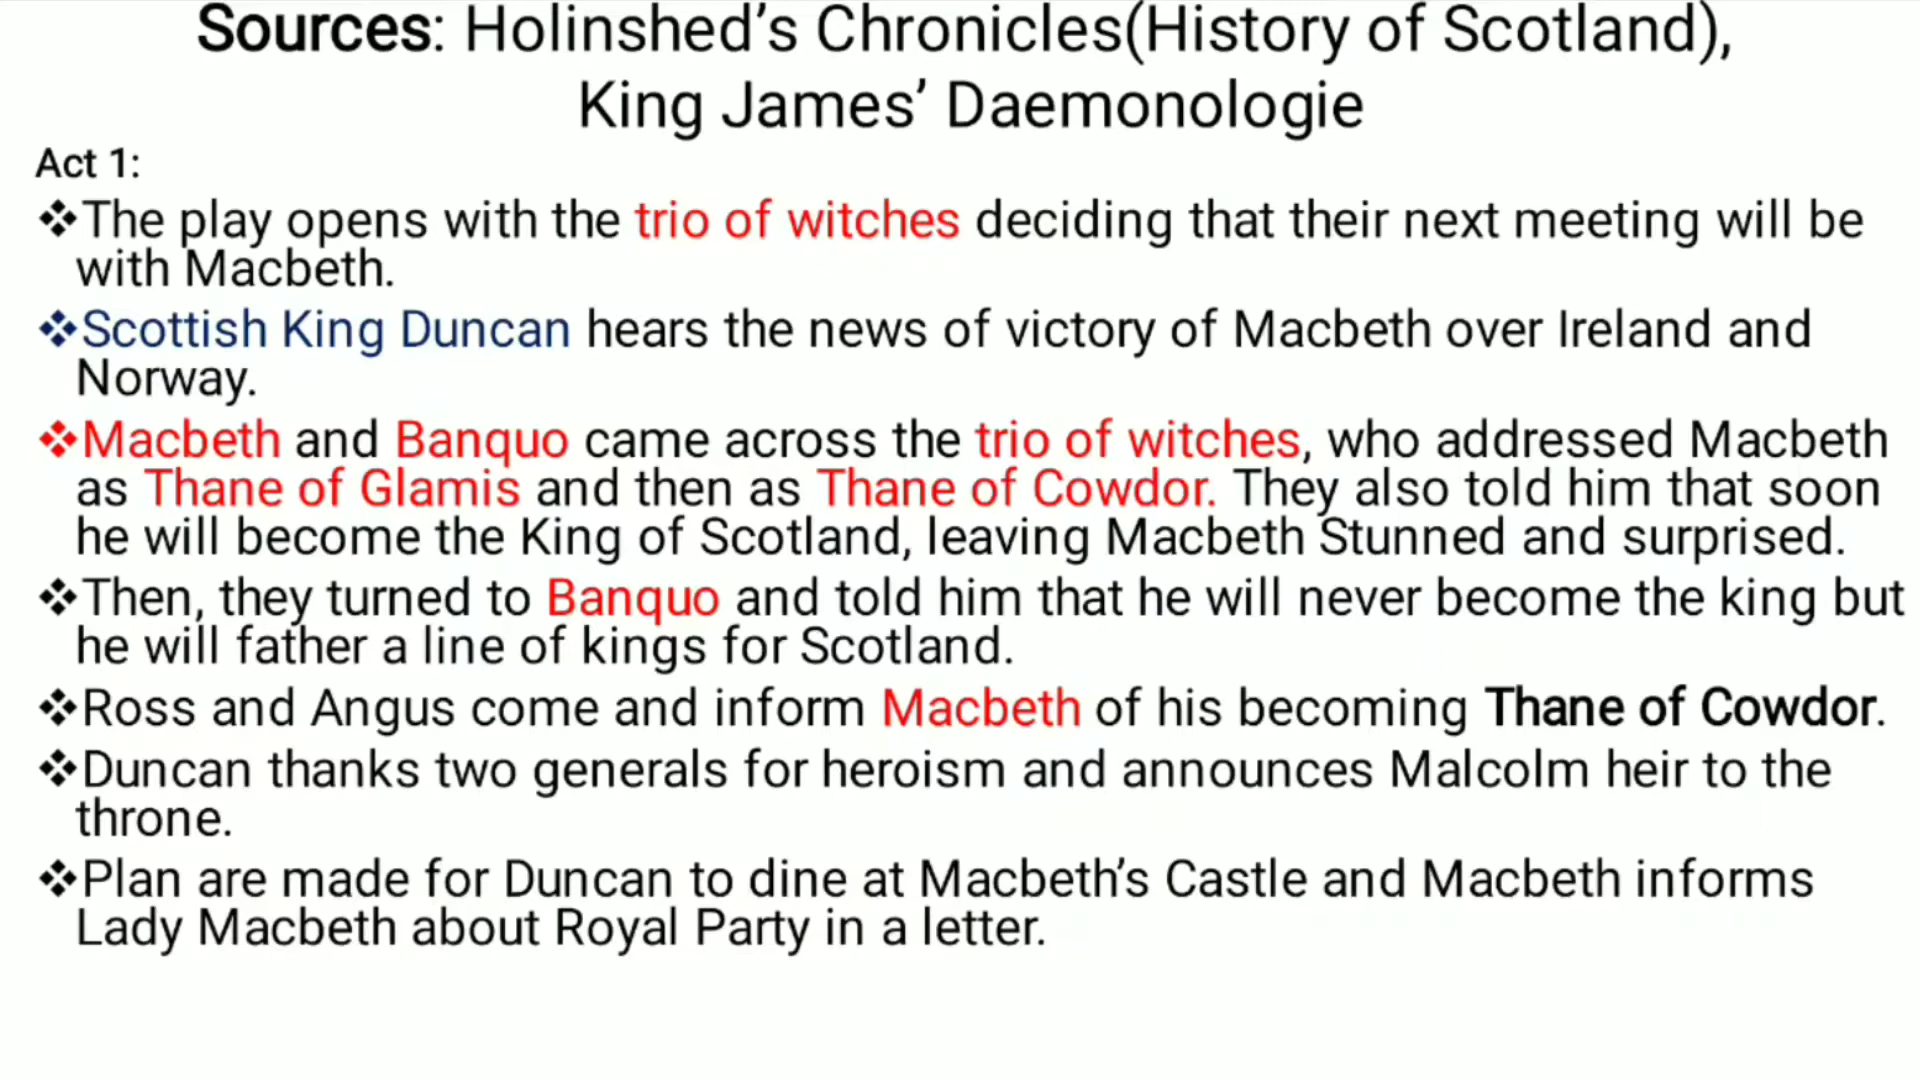 Sources: Holinshed’s Chronicles(History of Scotland),
King James’ Daemonologie
Act 1:
❖The play opens with the trio of witches deciding that their next meeting will be
with Macbeth.
❖Scottish King Duncan hears the news of victory of Macbeth over Ireland and
Norway.
❖Macbeth and Banquo came across the trio of witches, who addressed Macbeth
as Thane of Glamis and then as Thane of Cowdor. They also told him that soon
he will become the King of Scotland, leaving Macbeth Stunned and surprised.
❖Then, they turned to Banquo and told him that he will never become the king but
he will father a line of kings for Scotland.
❖Ross and Angus come and inform Macbeth of his becoming Thane of Cowdor.
❖Duncan thanks two generals for heroism and announces Malcolm heir to the
throne.
❖Plan are made for Duncan to dine at Macbeth’s Castle and Macbeth informs
Lady Macbeth about Royal Party in a letter.